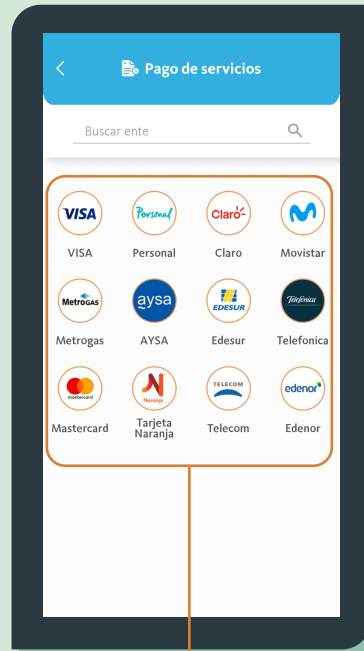 Pago de servicios
Buscar ente
VISA Personal Claro- M
VISA Personal Claro Movistar
METROGAS aysa EDESUR Telefónica
Metrogas AYSA Edesur Telefonica
mastercard Naranja TELECOM edenor
Mastercard Tarjeta Naranja Telecom Edenor